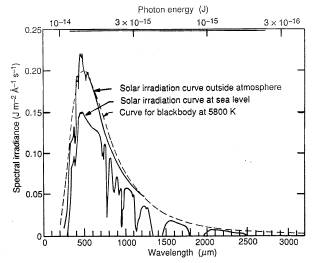 Photon energy (J)
10-14 3 × 10-15 10-15 3 × 10-16
0.25
0.20
0.15
0.10
0.05
0
Spectral irradiance (J m-2 Å-1 s-1)
Solar irradiation curve outside atmosphere
Solar irradiation curve at sea level
Curve for blackbody at 5800 K
0 500 1000 1500 2000 2500 3000
Wavelength (µm)